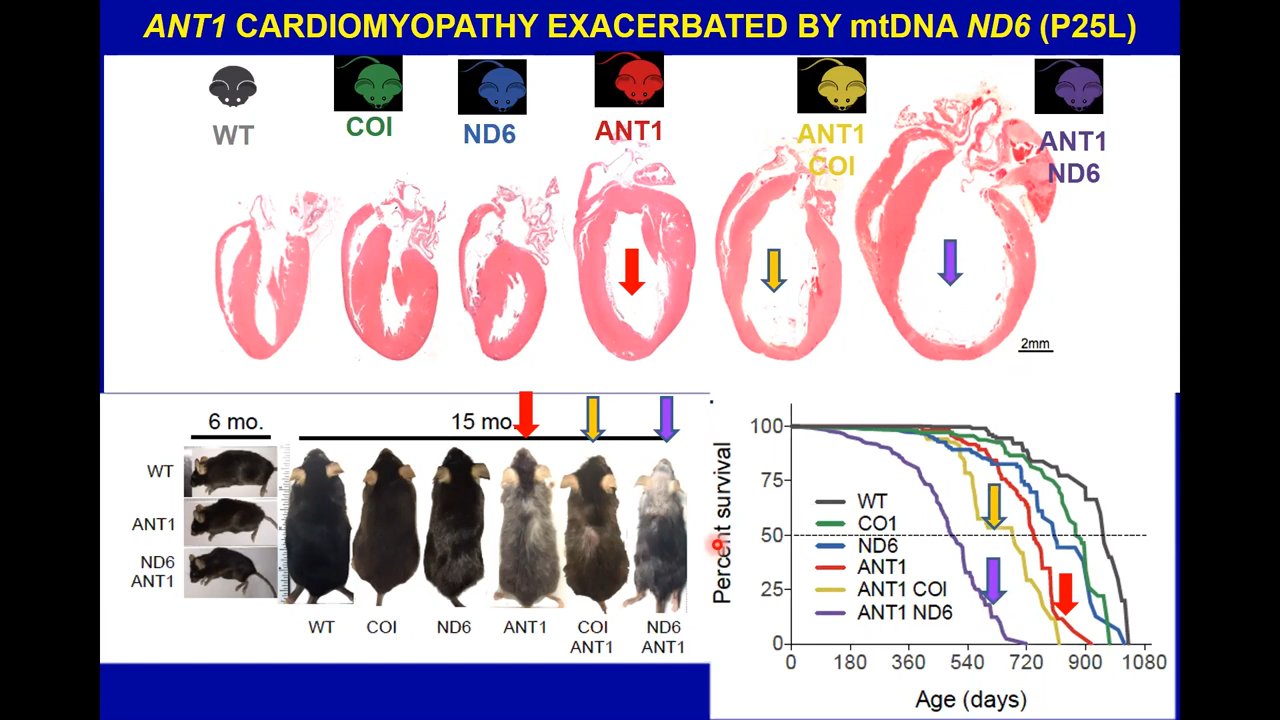 ANT1 CARDIOMYOPATHY EXACERBATED BY mtDNA ND6 (P25L)
WT
COI
ND6
ANT1
ANT1
COI
ANT1
ND6
2mm
6 mo.
15 mo.
WT
ANT1
ND6
ANT1
WT
COI
ND6
ANT1
COI
ANT1
ND6
ANT1
Percent survival
100
75
50
25
0
WT
CO1
ND6
ANT1
ANT1 COI
ANT1 ND6
0
180
360
540
720
900
1080
Age (days)